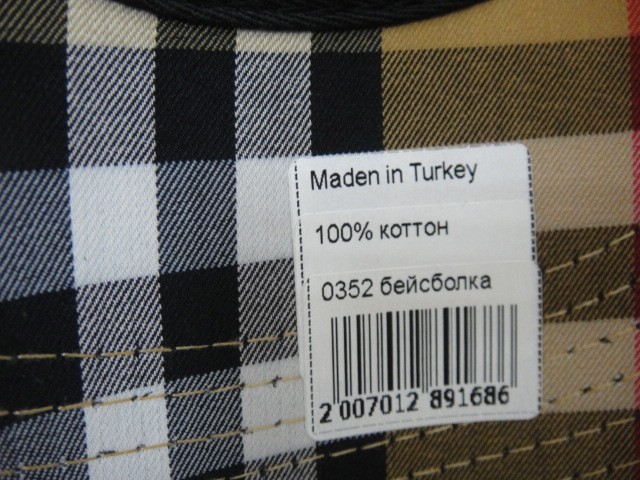 Maden in Turkey
100% коттон
0352 бейсболка
2 007012 891686